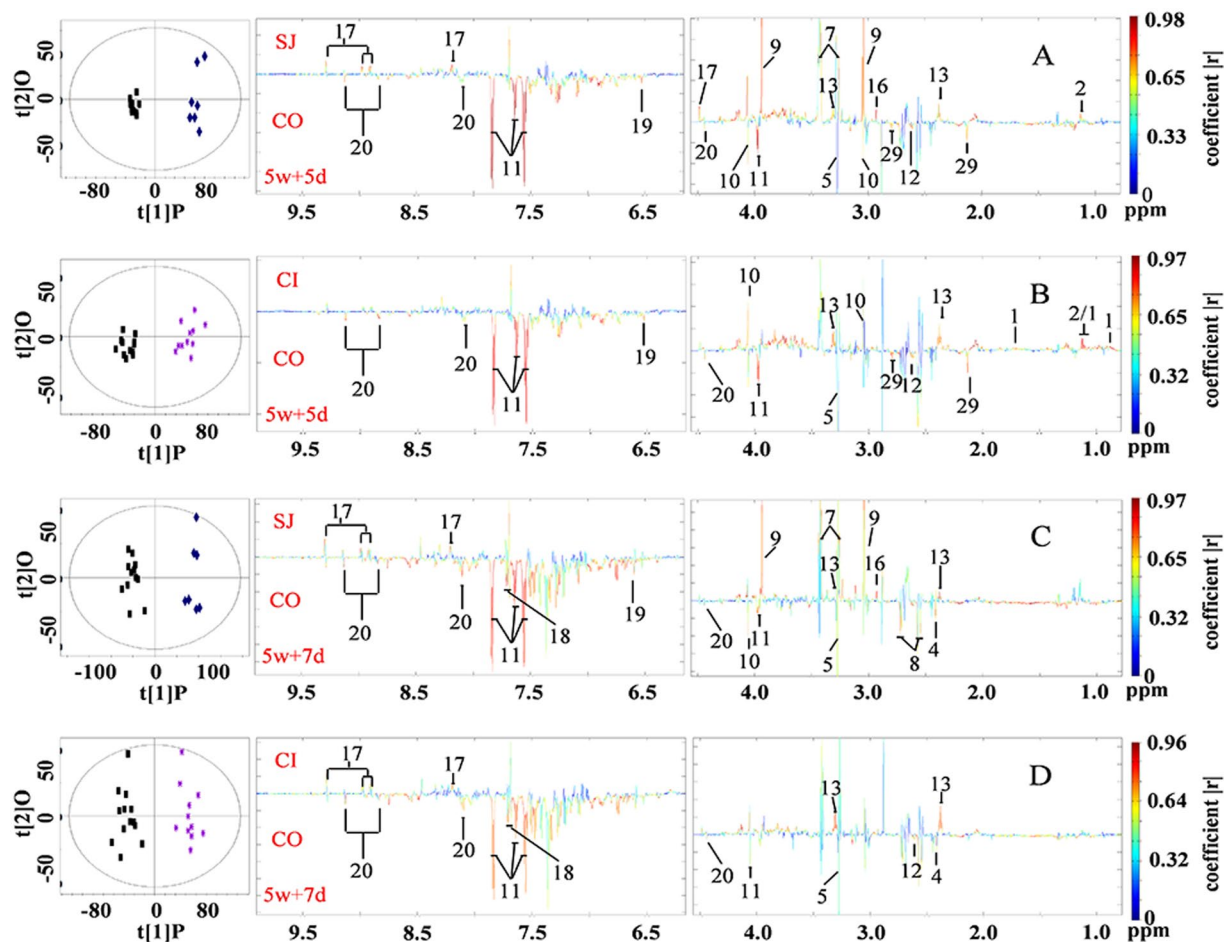 50
0
-50
t[2]O
-80 0 80
t[1]P
SJ
CO
5w+5d
17
17
20
20
11
19
9.5 8.5 7.5 6.5
A
17
9
7
13
9
16
13
2
20
10
11
5
10
29
12
29
4.0 3.0 2.0 1.0 ppm
0.98
0.65
0.33
0
coefficient |r|
50
0
-50
t[2]O
-80 0 80
t[1]P
CI
CO
5w+5d
20
20
11
19
9.5 8.5 7.5 6.5
B
10
13
10
13
1
2/1
1
20
11
5
29
12
29
4.0 3.0 2.0 1.0 ppm
0.97
0.65
0.32
0
coefficient |r|
50
0
-50
t[2]O
-100 0 100
t[1]P
SJ
CO
5w+7d
17
17
20
20
11
18
19
9.5 8.5 7.5 6.5
C
9
7
13
9
16
13
20
10
11
5
8
4
4.0 3.0 2.0 1.0 ppm
0.97
0.65
0.32
0
coefficient |r|
50
0
-50
t[2]O
-80 0 80
t[1]P
CI
CO
5w+7d
17
17
20
20
11
18
9.5 8.5 7.5 6.5
D
13
13
20
11
5
12
4
4.0 3.0 2.0 1.0 ppm
0.96
0.64
0.32
0
coefficient |r|